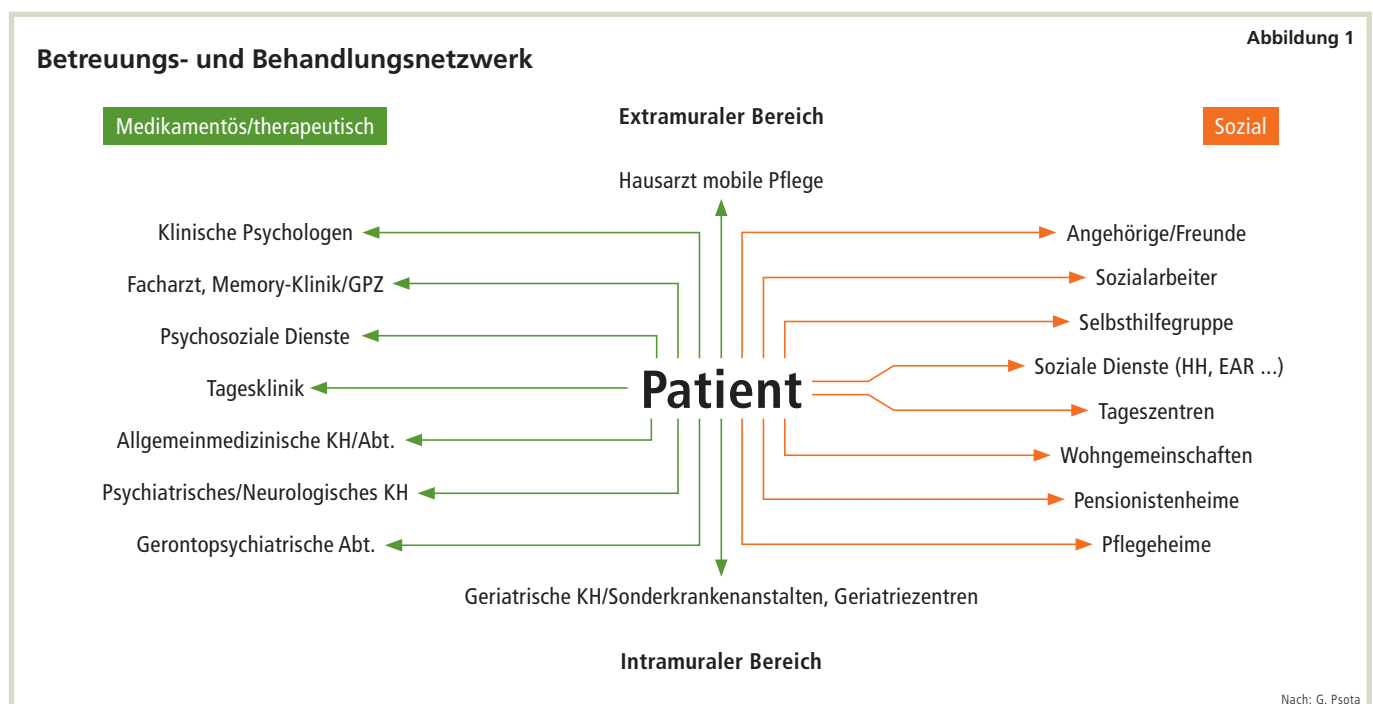 Abbildung 1
Betreuungs- und Behandlungsnetzwerk
Medikamentös/therapeutisch
Extramuraler Bereich
Sozial
Hausarzt mobile Pflege
Klinische Psychologen
Facharzt, Memory-Klinik/GPZ
Psychosoziale Dienste
Tagesklinik
Allgemeinmedizinische KH/Abt.
Psychiatrisches/Neurologisches KH
Gerontopsychiatrische Abt.
Patient
Angehörige/Freunde
Sozialarbeiter
Selbsthilfegruppe
Soziale Dienste (HH, EAR ...)
Tageszentren
Wohngemeinschaften
Pensionistenheime
Pflegeheime
Geriatrische KH/Sonderkrankenanstalten, Geriatriezentren
Intramuraler Bereich
Nach: G. Psota